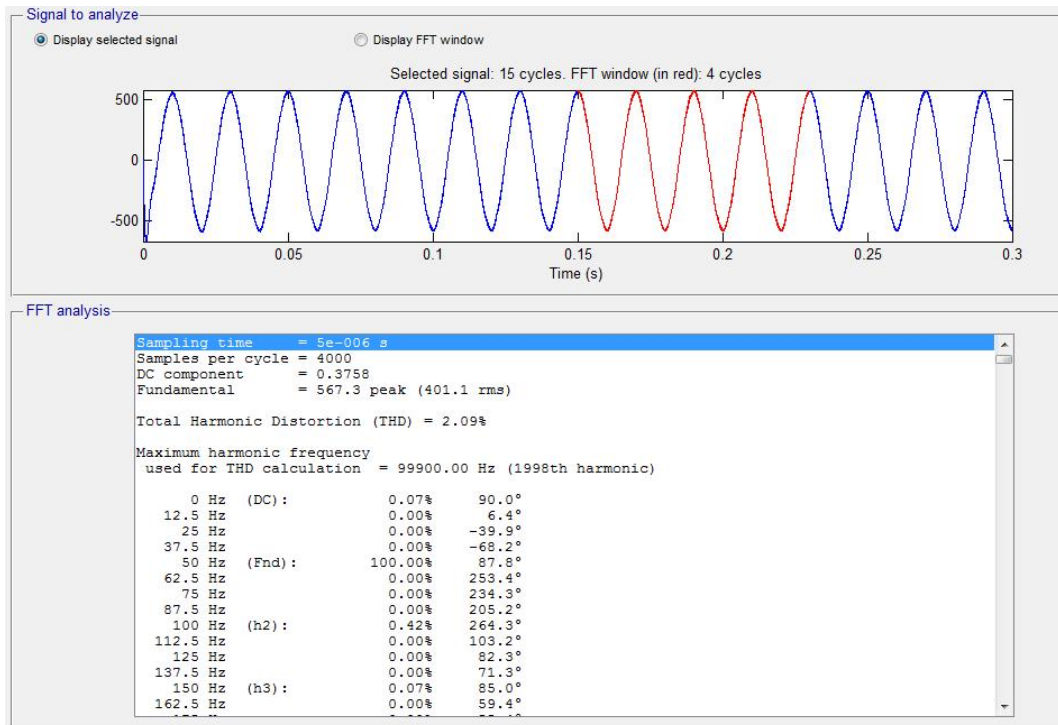 Signal to analyze
Display selected signal Display FFT window
Selected signal: 15 cycles. FFT window (in red): 4 cycles
500
0
-500
0 0.05 0.1 0.15 0.2 0.25 0.3
Time (s)
FFT analysis
Sampling time = 5e-006 s
Samples per cycle = 4000
DC component = 0.3758
Fundamental = 567.3 peak (401.1 rms)
Total Harmonic Distortion (THD) = 2.09%
Maximum harmonic frequency
used for THD calculation = 99900.00 Hz (1998th harmonic)
0 Hz (DC): 0.07% 90.0°
12.5 Hz 0.00% 6.4°
25 Hz 0.00% -39.9°
37.5 Hz 0.00% -68.2°
50 Hz (Fnd): 100.00% 87.8°
62.5 Hz 0.00% 253.4°
75 Hz 0.00% 234.3°
87.5 Hz 0.00% 205.2°
100 Hz (h2): 0.42% 264.3°
112.5 Hz 0.00% 103.2°
125 Hz 0.00% 82.3°
137.5 Hz 0.00% 71.3°
150 Hz (h3): 0.07% 85.0°
162.5 Hz 0.00% 59.4°